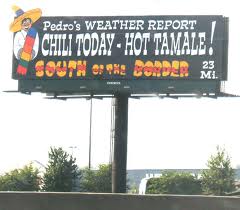 Pedro's WEATHER REPORT
CHILI TODAY - HOT TAMALE!
SOUTH OF THE BORDER
23
Mi.